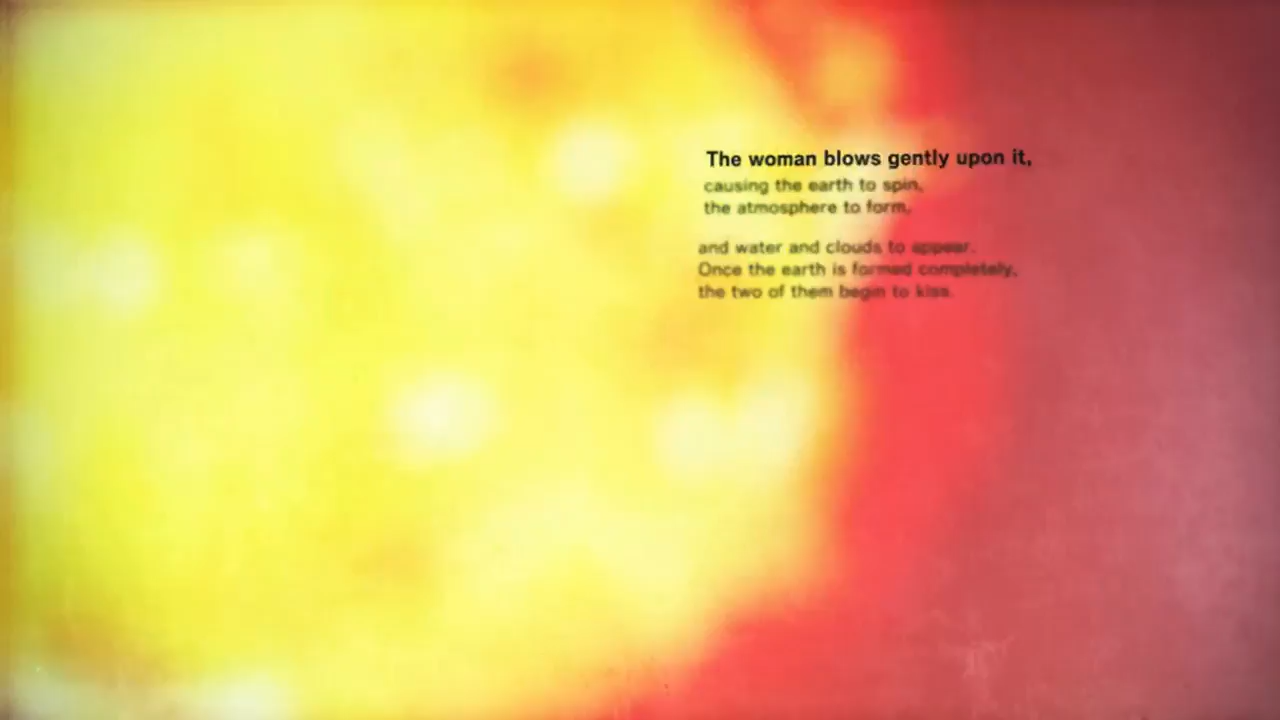 The woman blows gently upon it,
causing the earth to spin,
the atmosphere to form,
and water and clouds to appear.
Once the earth is formed completely,
the two of them begin to kiss.